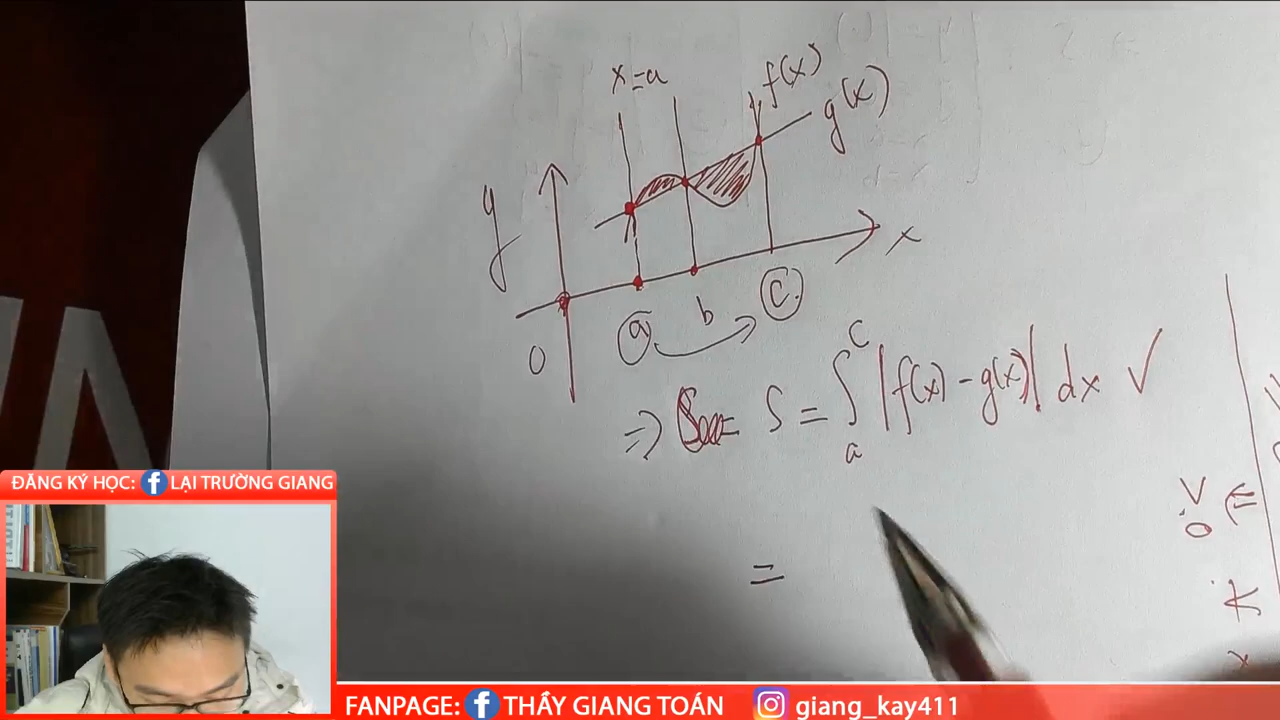 x=a
f(x)
g(x)
y
x
0
a
b
c
=> S = ∫ₐᶜ |f(x) - g(x)| dx ✓
=
ĐĂNG KÝ HỌC: f LẠI TRƯỜNG GIANG
FANPAGE: f THẦY GIANG TOÁN giang_kay411